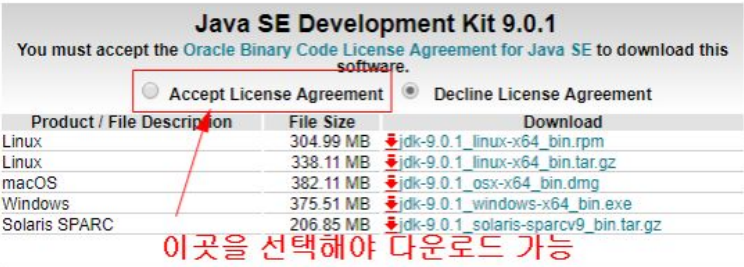 Java SE Development Kit 9.0.1
You must accept the Oracle Binary Code License Agreement for Java SE to download this
software.
Accept License Agreement Decline License Agreement
Product / File Description File Size Download
Linux 304.99 MB jdk-9.0.1_linux-x64_bin.rpm
Linux 338.11 MB jdk-9.0.1_linux-x64_bin.tar.gz
macOS 382.11 MB jdk-9.0.1_osx-x64_bin.dmg
Windows 375.51 MB jdk-9.0.1_windows-x64_bin.exe
Solaris SPARC 206.85 MB jdk-9.0.1_solaris-sparcv9_bin.tar.gz
이곳을 선택해야 다운로드 가능